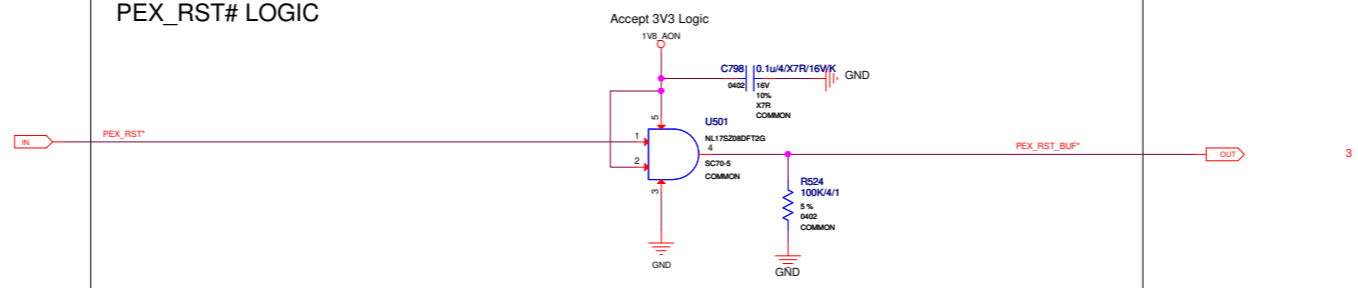 PEX_RST# LOGIC
Accept 3V3 Logic
1V8_AON
C798
0.1u/4/X7R/16V/K
GND
0402
16V
10%
X7R
COMMON
5
U501
NL17SZ08DFT2G
IN
PEX_RST*
1
2
4
SC70-5
COMMON
PEX_RST_BUF*
OUT
3
3
R524
100K/4/1
5 %
0402
COMMON
GND
GND